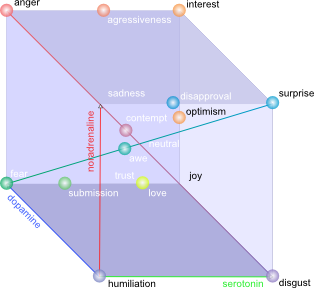 anger
interest
agressiveness
sadness
disapproval
surprise
optimism
contempt
neutral
awe
noradrenaline
fear
trust
joy
submission
love
dopamine
serotonin
humiliation
disgust